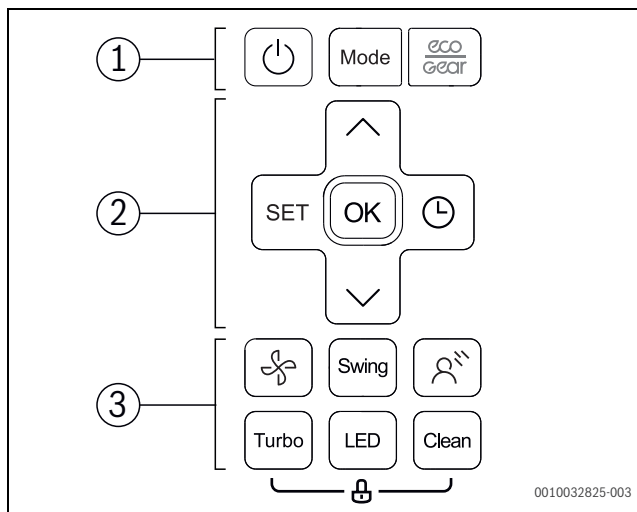 1
Mode
eco
Gear
2
SET
OK
3
Swing
Turbo
LED
Clean
0010032825-003